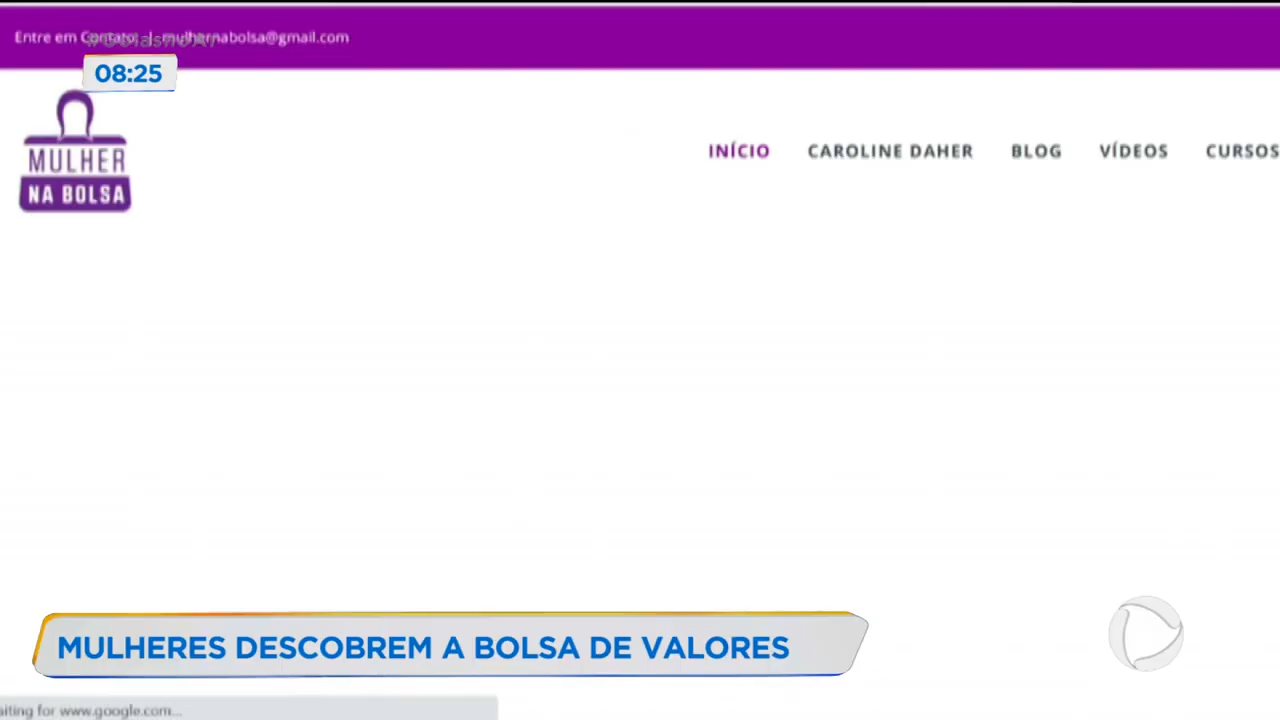 Entre em Contato: | mulhernabolsa@gmail.com
08:25
MULHER
NA BOLSA
INÍCIO CAROLINE DAHER BLOG VÍDEOS CURSOS
MULHERES DESCOBREM A BOLSA DE VALORES
aiting for www.google.com...